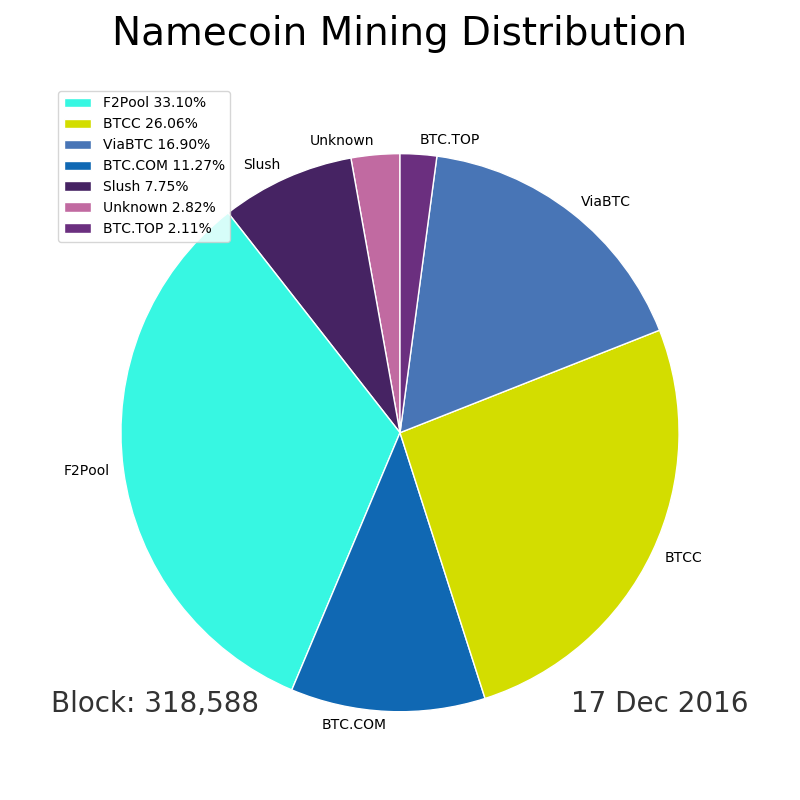 Namecoin Mining Distribution
F2Pool 33.10%
BTCC 26.06%
ViaBTC 16.90%
BTC.COM 11.27%
Slush 7.75%
Unknown 2.82%
BTC.TOP 2.11%
Unknown
BTC.TOP
Slush
ViaBTC
F2Pool
BTCC
BTC.COM
Block: 318,588
17 Dec 2016